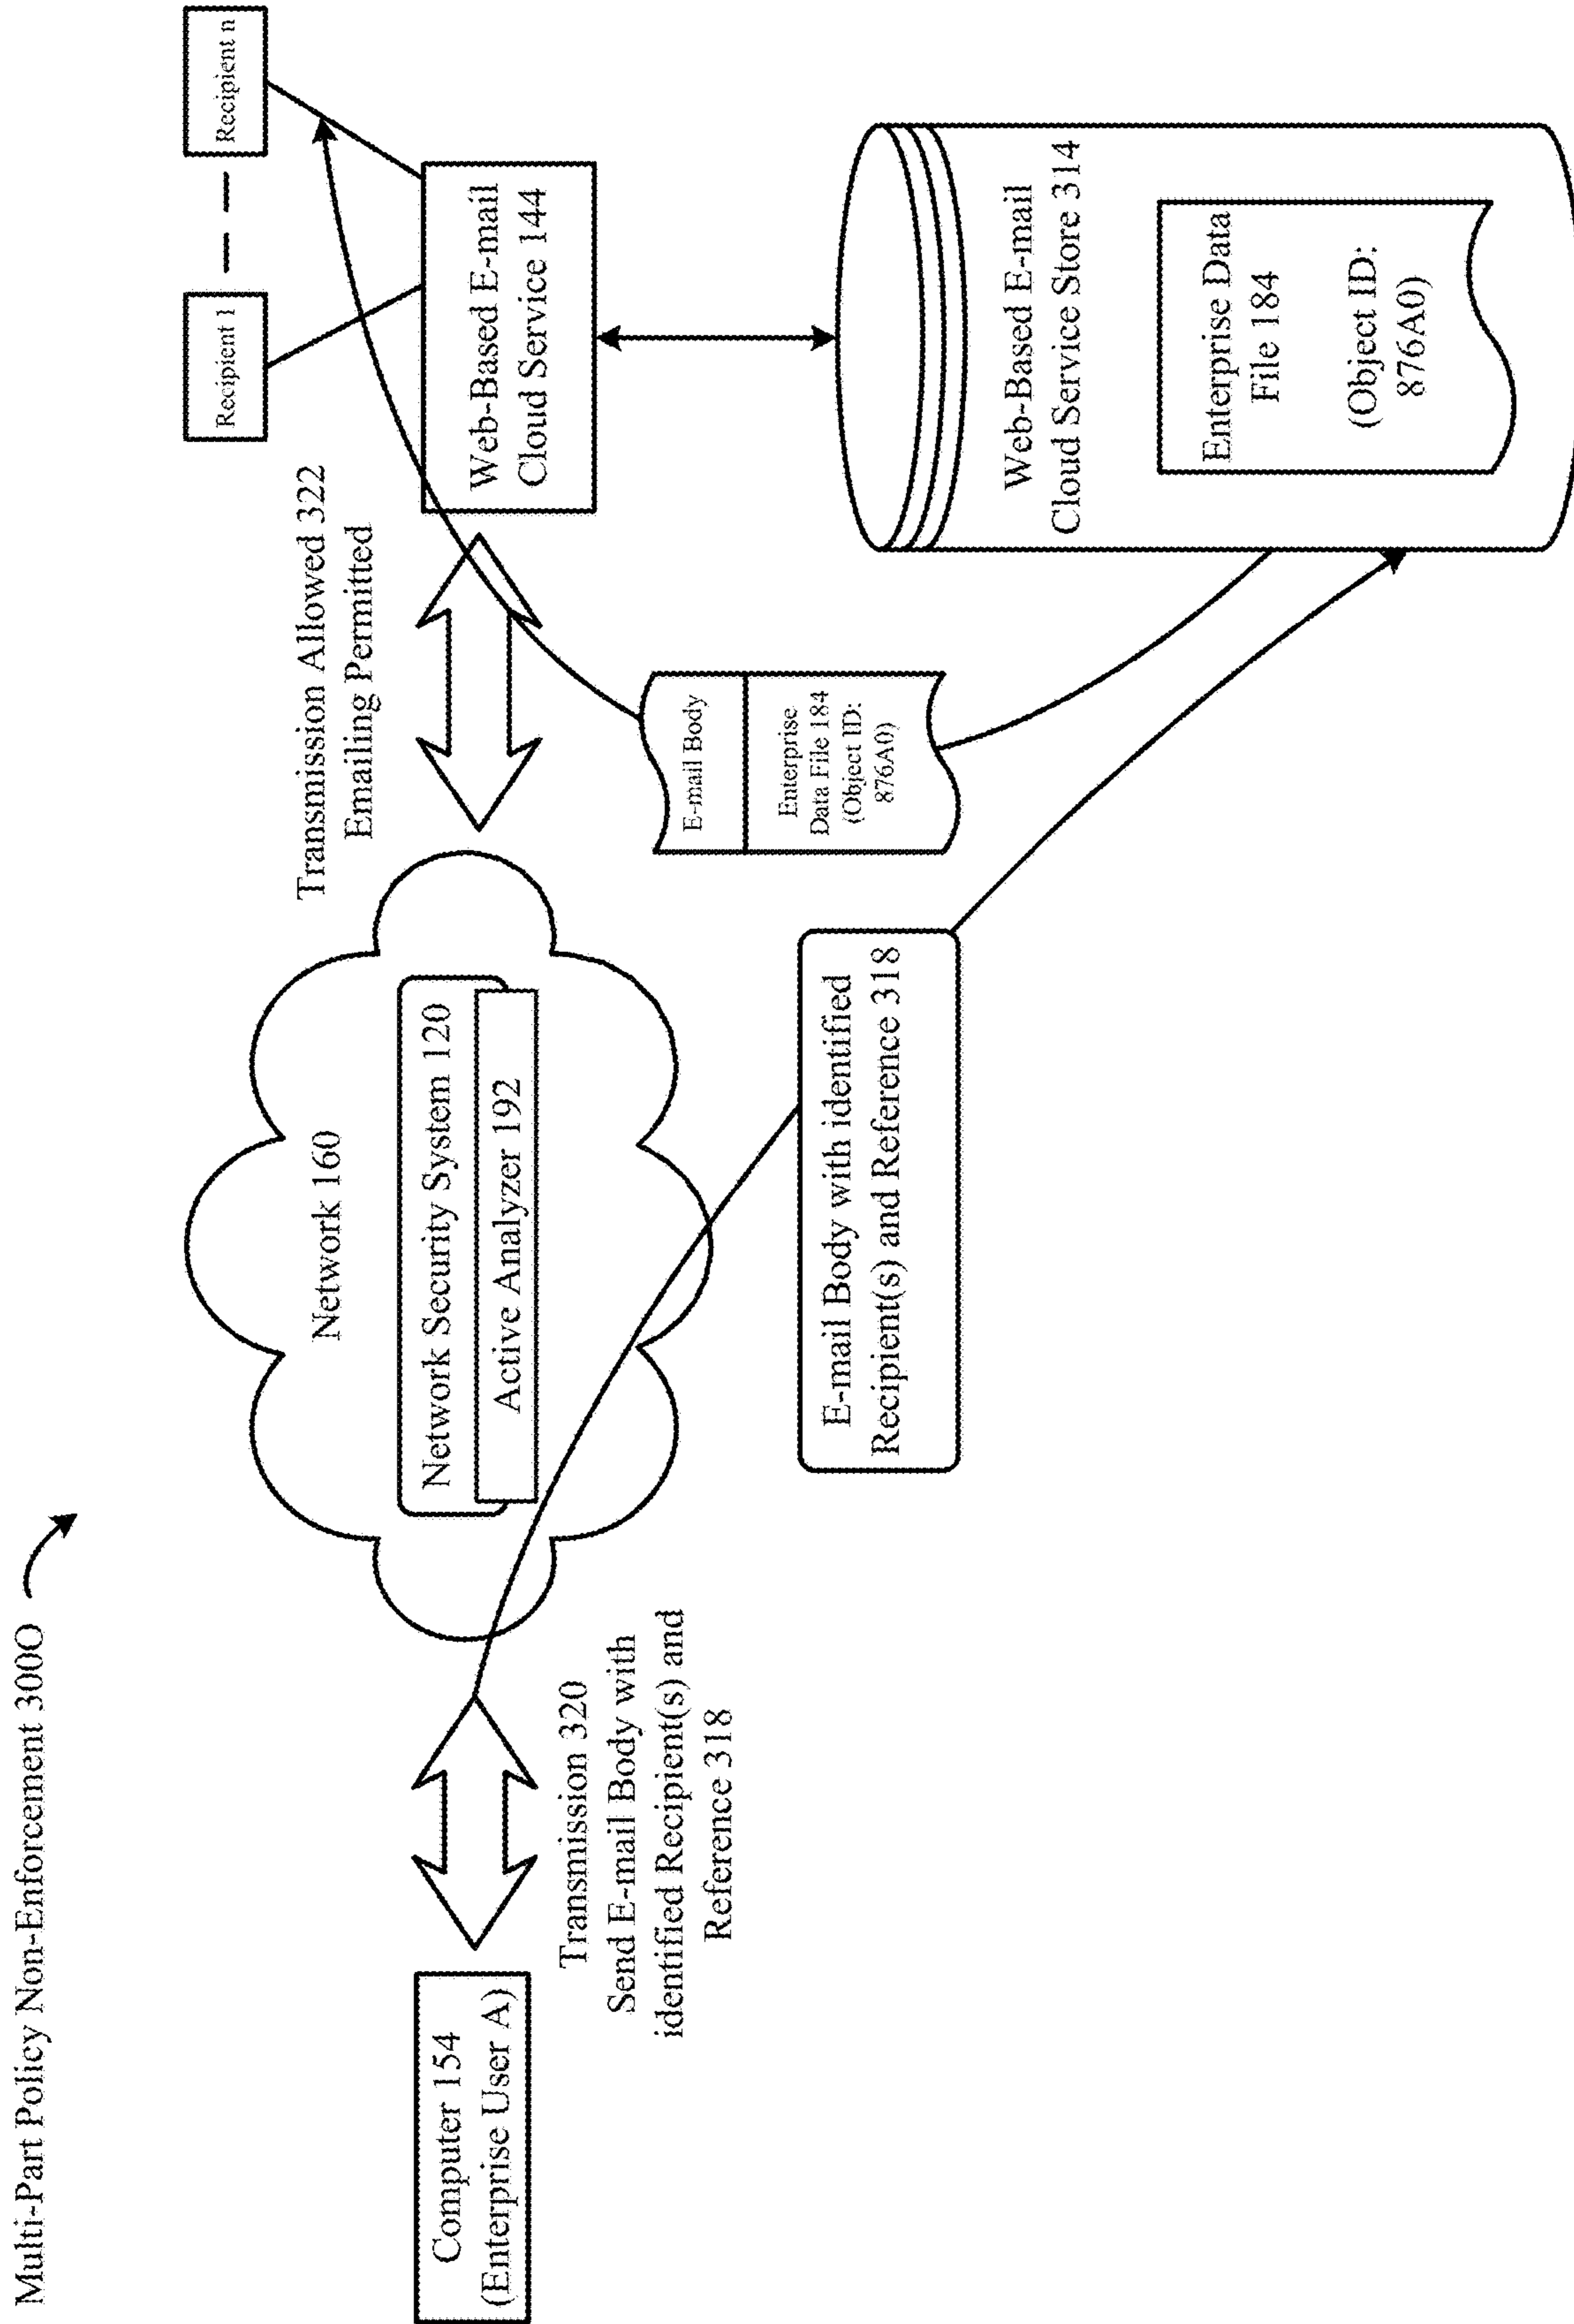 Multi-Part Policy Non-Enforcement 300O
Computer 154
(Enterprise User A)
Transmission 320
Send E-mail Body with
identified Recipient(s) and
Reference 318
Network 160
Network Security System 120
Active Analyzer 192
E-mail Body with identified
Recipient(s) and Reference 318
Transmission Allowed 322
Emailing Permitted
E-mail Body
Enterprise
Data File 184
(Object ID:
876A0)
Recipient 1
Recipient n
Web-Based E-mail
Cloud Service 144
Web-Based E-mail
Cloud Service Store 314
Enterprise Data
File 184
(Object ID:
876A0)